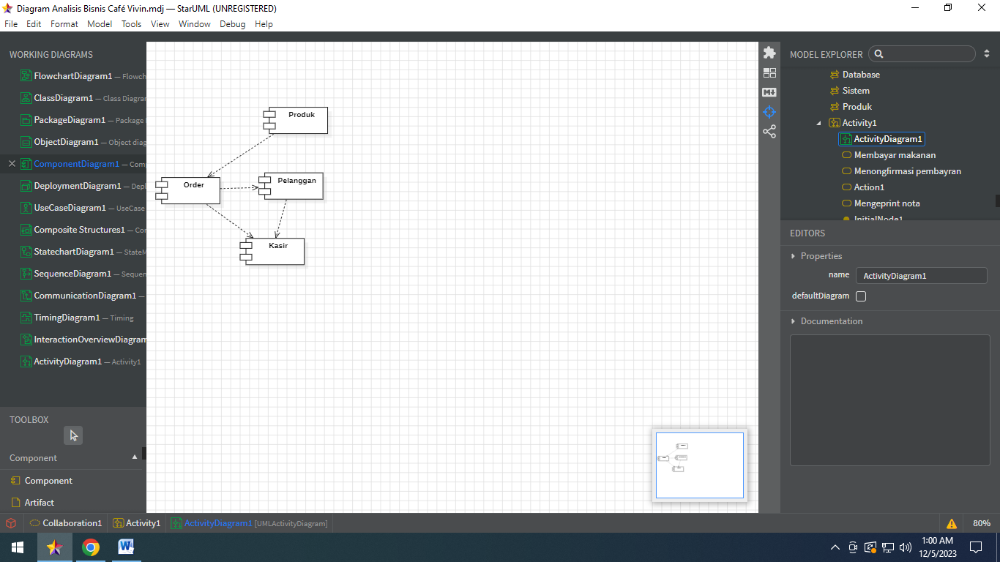 Diagram Analisis Bisnis Café Vivin.mdj — StarUML (UNREGISTERED)
File Edit Format Model Tools View Window Debug Help
WORKING DIAGRAMS
FlowchartDiagram1 — Flowch
ClassDiagram1 — Class Diagra
PackageDiagram1 — Package
ObjectDiagram1 — Object diag
ComponentDiagram1 — Com
DeploymentDiagram1 — Depl
UseCaseDiagram1 — UseCase
Composite Structures1 — Cor
StatechartDiagram1 — StateM
SequenceDiagram1 — Sequen
CommunicationDiagram1 —
TimingDiagram1 — Timing
InteractionOverviewDiagram
ActivityDiagram1 — Activity1
TOOLBOX
Component
Component
Artifact
Produk
Order
Pelanggan
Kasir
M
MODEL EXPLORER
Database
Sistem
Produk
Activity1
ActivityDiagram1
Membayar makanan
Menongfirmasi pembayran
Action1
Mengeprint nota
InitialNode1
EDITORS
Properties
name ActivityDiagram1
defaultDiagram
Documentation
Collaboration1 Activity1 ActivityDiagram1 [UMLActivityDiagram] 80%
W
1:00 AM
12/5/2023